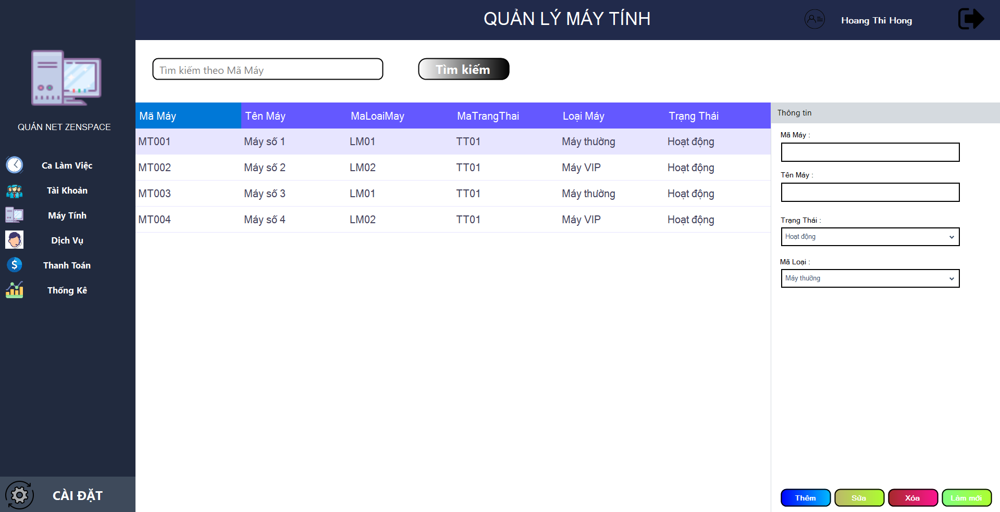 QUẢN LÝ MÁY TÍNH
Hoang Thi Hong
QUÁN NET ZENSPACE
Ca Làm Việc
Tài Khoản
Máy Tính
Dịch Vụ
Thanh Toán
Thống Kê
CÀI ĐẶT
Tìm kiếm theo Mã Máy
Tìm kiếm
Mã Máy Tên Máy MaLoaiMay MaTrangThai Loại Máy Trạng Thái
MT001 Máy số 1 LM01 TT01 Máy thường Hoạt động
MT002 Máy số 2 LM02 TT01 Máy VIP Hoạt động
MT003 Máy số 3 LM01 TT01 Máy thường Hoạt động
MT004 Máy số 4 LM02 TT01 Máy VIP Hoạt động
Thông tin
Mã Máy :
Tên Máy :
Trạng Thái :
Hoạt động
Mã Loại :
Máy thường
Thêm Sửa Xóa Làm mới